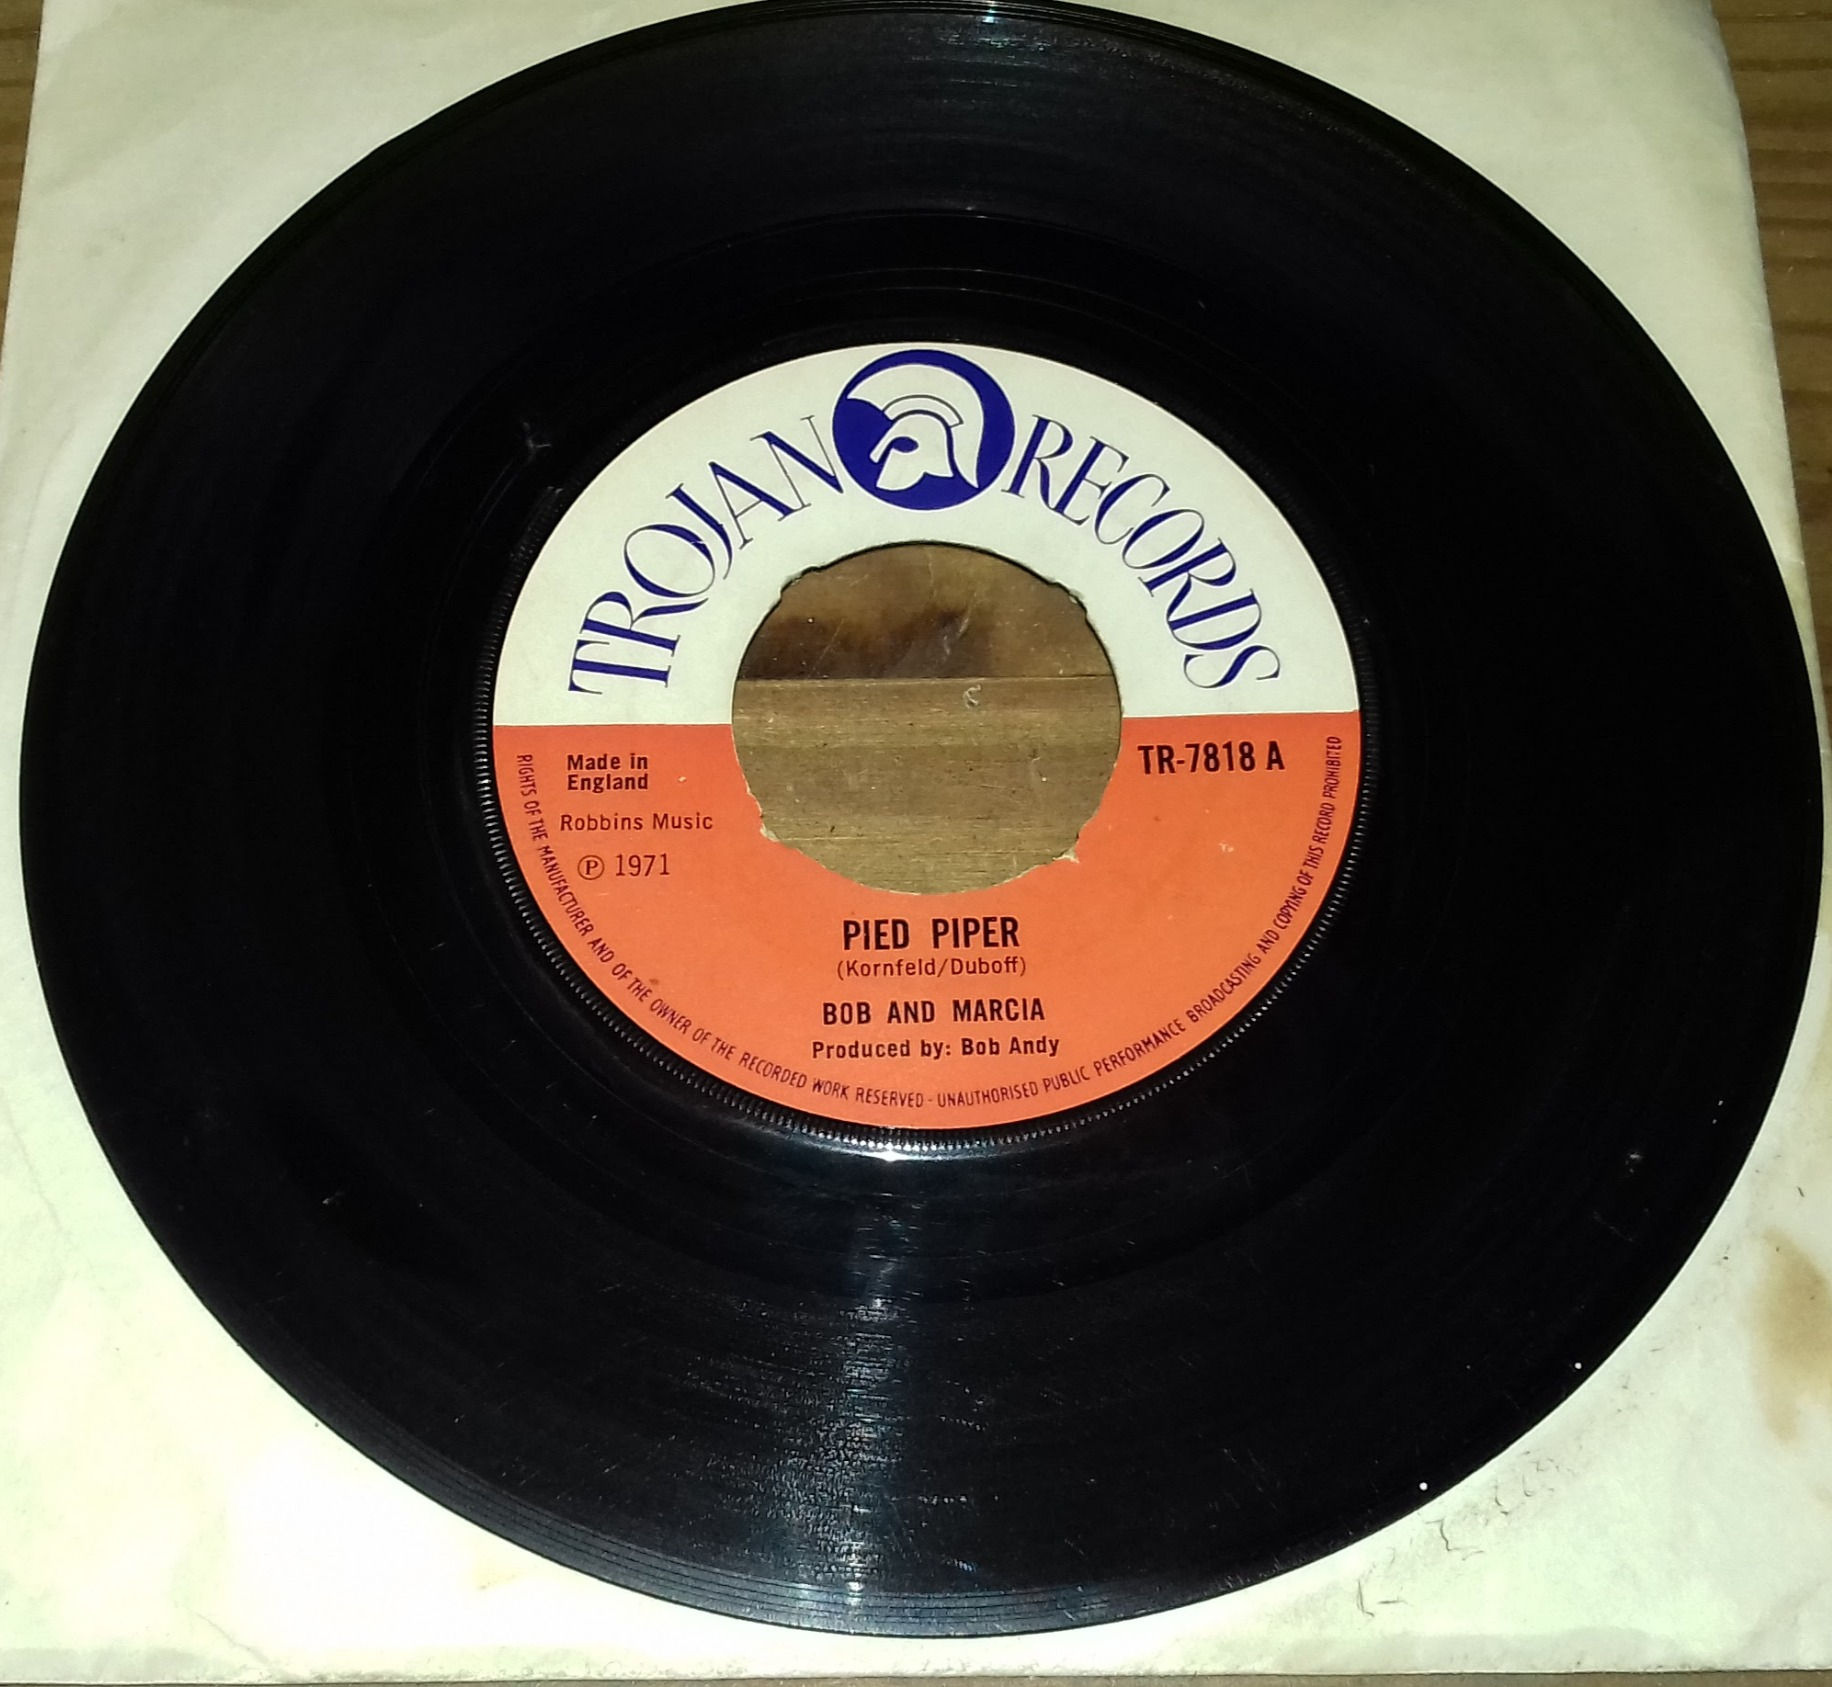 TROJAN RECORDS
Made in
England
TR-7818 A
Robbins Music
Ⓟ 1971
PIED PIPER
(Kornfeld/Duboff)
BOB AND MARCIA
Produced by: Bob Andy
RIGHTS OF THE MANUFACTURER AND OF THE OWNER OF THE RECORDED WORK RESERVED - UNAUTHORISED PUBLIC PERFORMANCE BROADCASTING AND COPYING OF THIS RECORD PROHIBITED